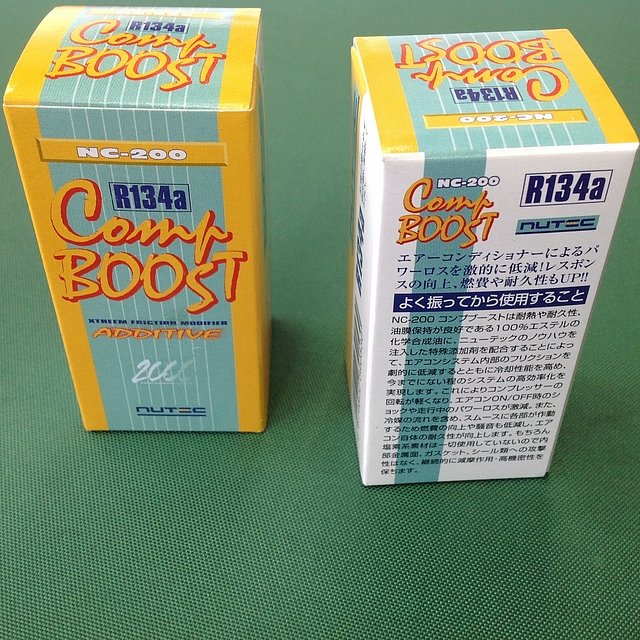 R134a
Comp
BOOST
NC-200
R134a
Comp
BOOST
XTREEM FRICTION MODIFIER
ADDITIVE
NUTEC
Comp
BOOST
R134a
NC-200
NC-200
Comp
BOOST
R134a
NUTEC
エアーコンディショナーによるパ
ワーロスを激的に低減!レスポン
スの向上、燃費や耐久性もUP!!
よく振ってから使用すること
NC-200 コンプブーストは耐熱や耐久性、
油膜保持が良好である100%エステルの
化学合成油に、ニューテックのノウハウを
注入した特殊添加剤を配合することによっ
て、エアコンシステム内部のフリクションを
劇的に低減するとともに冷却性能を高め、
今までにない程のシステムの高効率化を
実現します。これによりコンプレッサーの
回転が軽くなり、エアコンON/OFF時のシ
ョックや走行中のパワーロスが激減。また、
冷媒の流れを含め、スムースに各部が作動
するため燃費の向上や騒音も低減し、エア
コン自体の耐久性が向上します。もちろん
塩素系素材は一切使用していないので内
部金属面、ガスケット、シール類への攻撃
性はなく、継続的に減摩作用・高機密性を
保ちます。